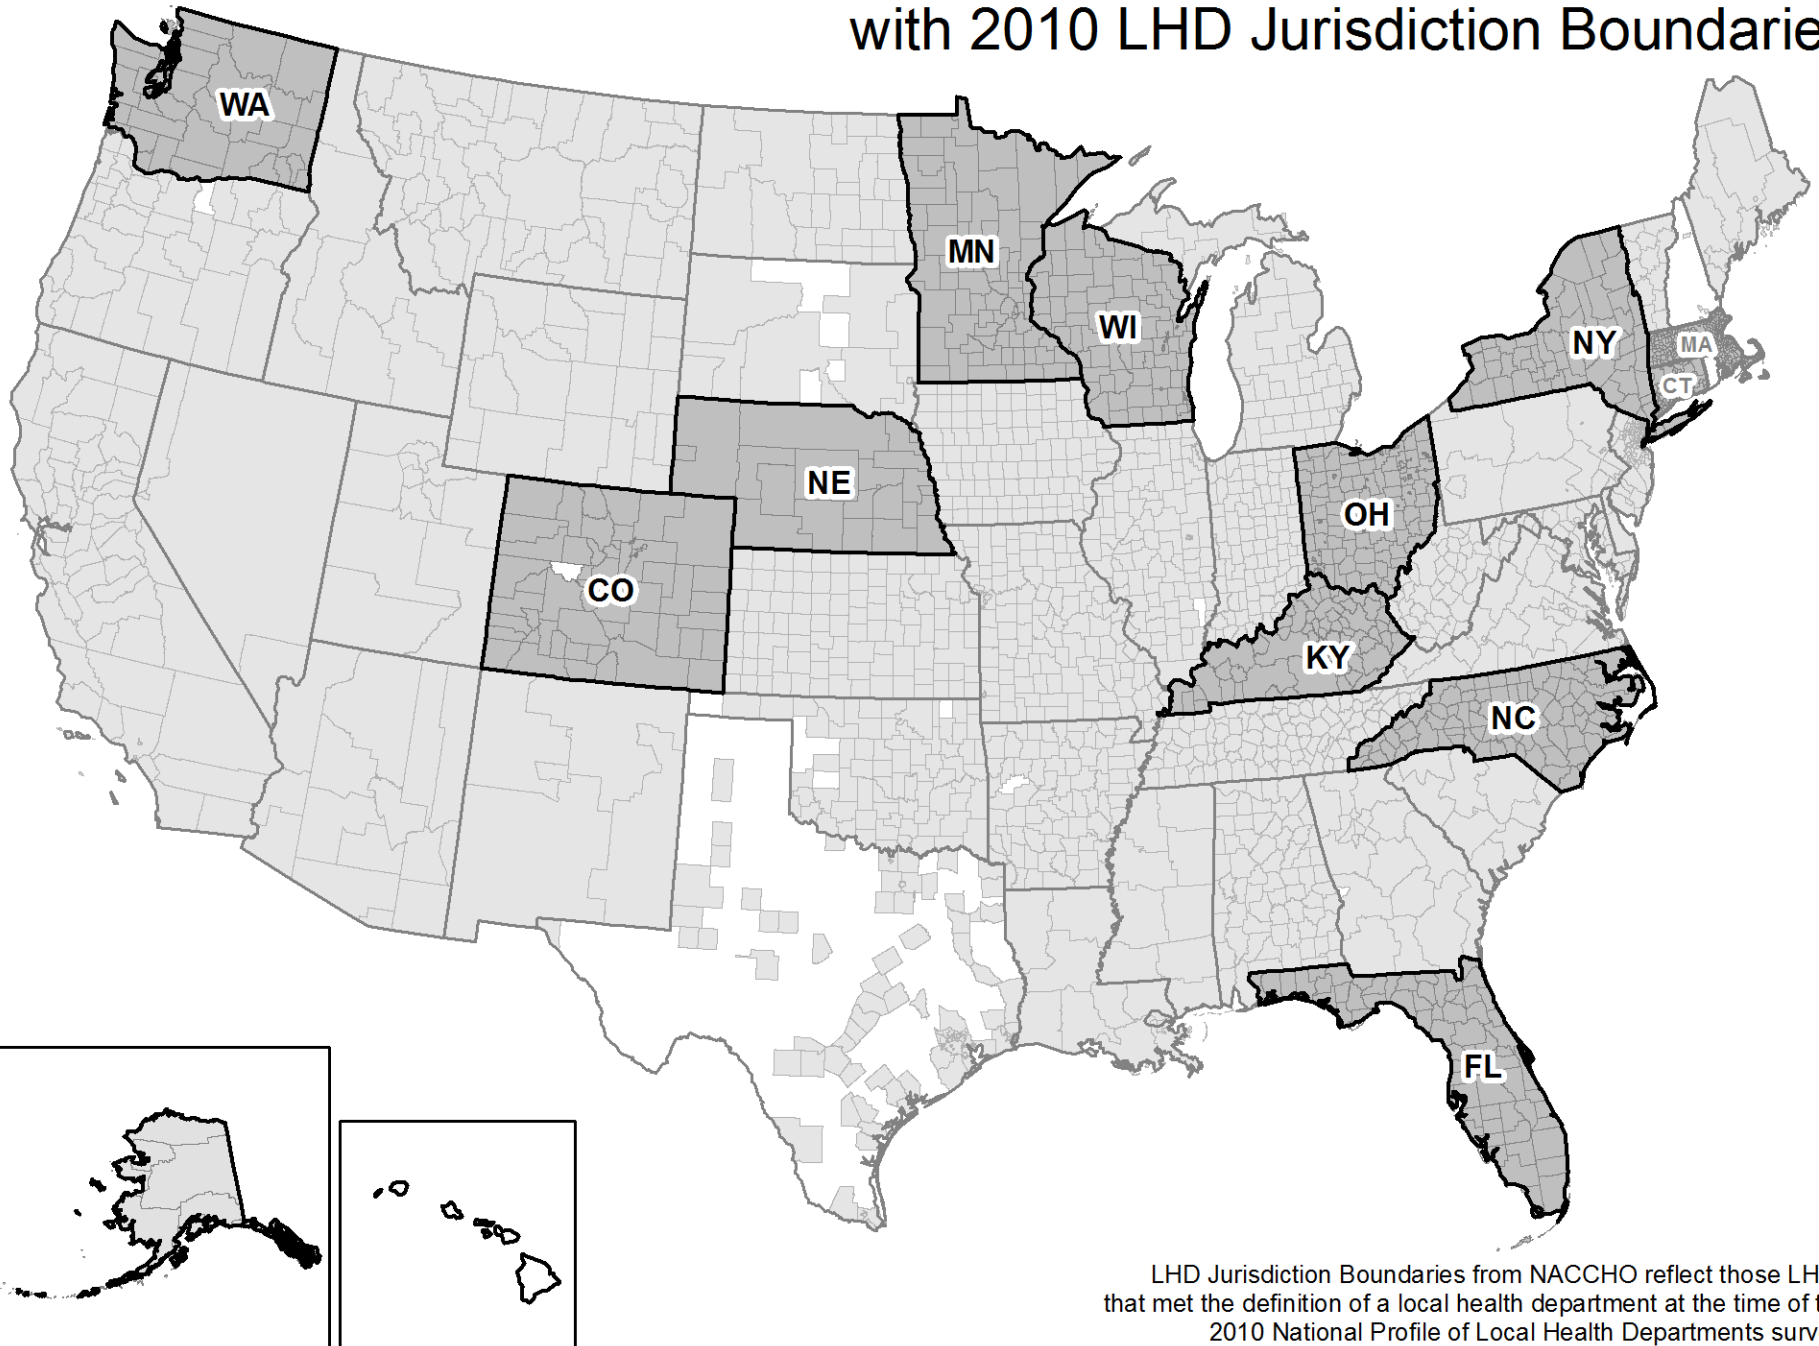 with 2010 LHD Jurisdiction Boundarie
WA
MN
WI
NY
MA
CT
NE
OH
CO
KY
NC
FL
LHD Jurisdiction Boundaries from NACCHO reflect those LH
that met the definition of a local health department at the time of t
2010 National Profile of Local Health Departments surv